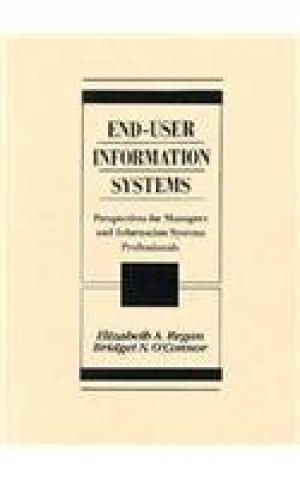 END-USER
INFORMATION
SYSTEMS
Perspectives for Managers
and Information Systems
Professionals
Elizabeth A. Regan
Bridget N. O'Connor